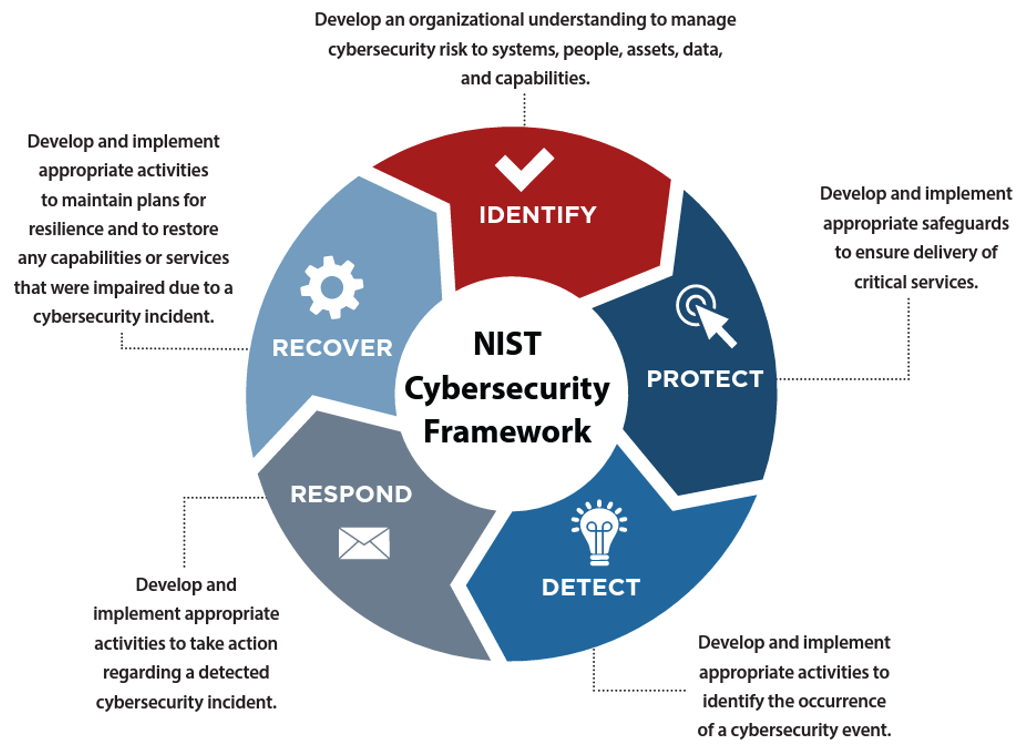 Develop an organizational understanding to manage
cybersecurity risk to systems, people, assets, data,
and capabilities.
IDENTIFY
Develop and implement
appropriate safeguards
to ensure delivery of
critical services.
PROTECT
Develop and implement
appropriate activities to
identify the occurrence
of a cybersecurity event.
DETECT
Develop and
implement appropriate
activities to take action
regarding a detected
cybersecurity incident.
RESPOND
Develop and implement
appropriate activities
to maintain plans for
resilience and to restore
any capabilities or services
that were impaired due to a
cybersecurity incident.
RECOVER
NIST
Cybersecurity
Framework